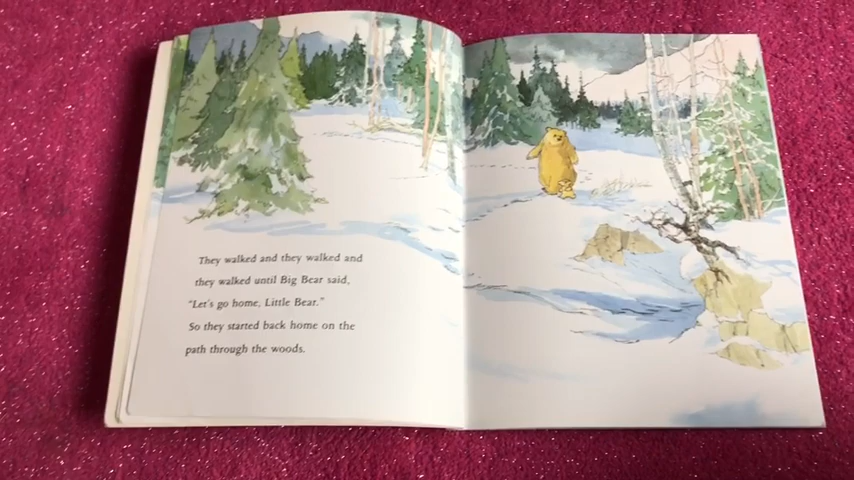 They walked and they walked and
they walked until Big Bear said,
"Let's go home, Little Bear."
So they started back home on the
path through the woods.